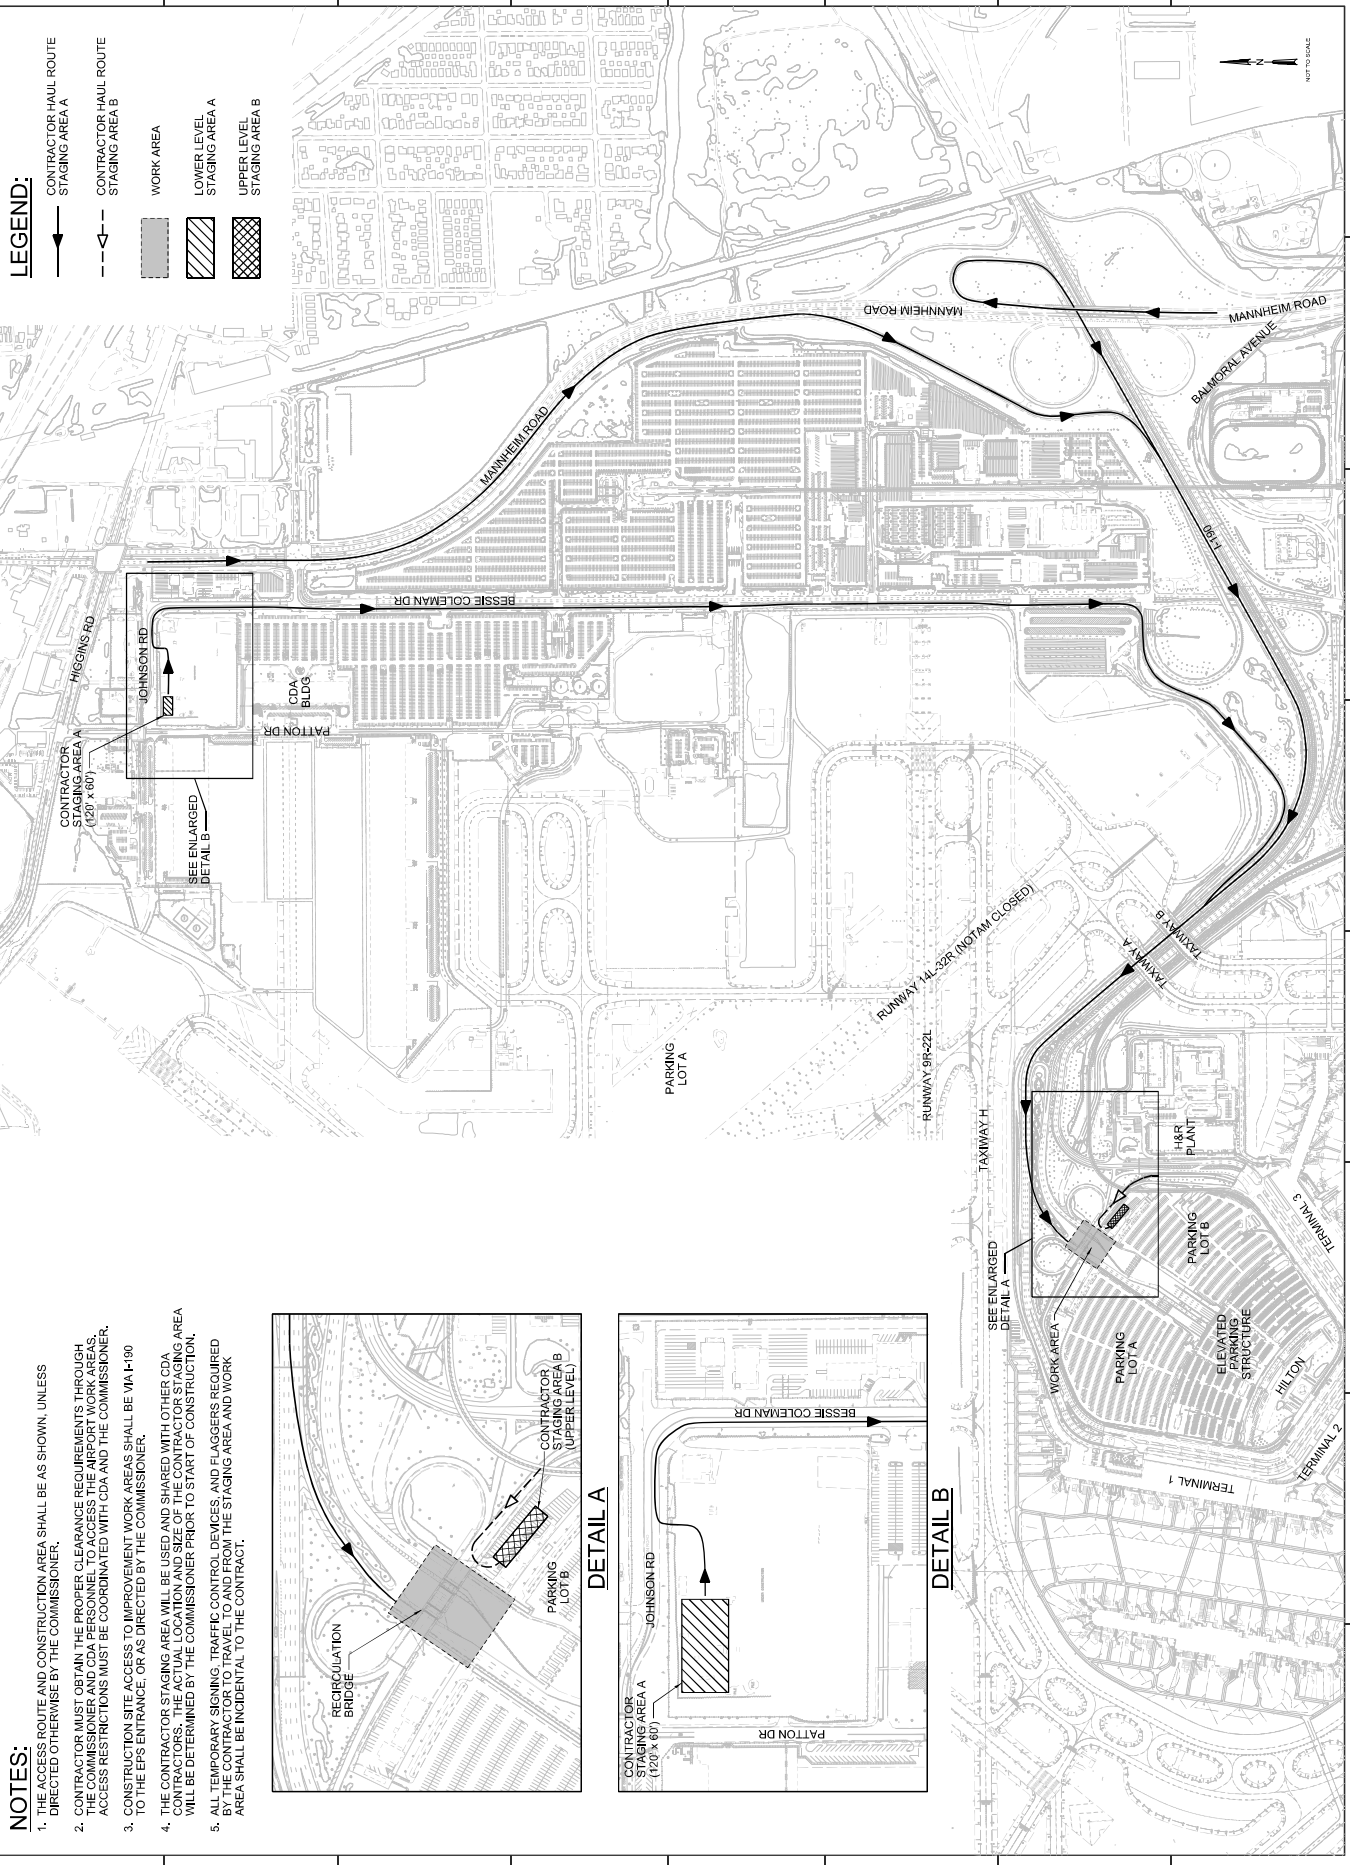 NOTES:
1. THE ACCESS ROUTE AND CONSTRUCTION AREA SHALL BE AS SHOWN, UNLESS
DIRECTED OTHERWISE BY THE COMMISSIONER.
2. CONTRACTOR MUST OBTAIN THE PROPER CLEARANCE REQUIREMENTS THROUGH
THE COMMISSIONER AND CDA PERSONNEL TO ACCESS THE AIRPORT WORK AREAS.
ACCESS RESTRICTIONS MUST BE COORDINATED WITH CDA AND THE COMMISSIONER.
3. CONSTRUCTION SITE ACCESS TO IMPROVEMENT WORK AREAS SHALL BE VIA I-190
TO THE EPS ENTRANCE, OR AS DIRECTED BY THE COMMISSIONER.
4. THE CONTRACTOR STAGING AREA WILL BE USED AND SHARED WITH OTHER CDA
CONTRACTORS. THE ACTUAL LOCATION AND SIZE OF THE CONTRACTOR STAGING AREA
WILL BE DETERMINED BY THE COMMISSIONER PRIOR TO START OF CONSTRUCTION.
5. ALL TEMPORARY SIGNING, TRAFFIC CONTROL DEVICES, AND FLAGGERS REQUIRED
BY THE CONTRACTOR TO TRAVEL TO AND FROM THE STAGING AREA AND WORK
AREA SHALL BE INCIDENTAL TO THE CONTRACT.
LEGEND:
CONTRACTOR HAUL ROUTE
STAGING AREA A
CONTRACTOR HAUL ROUTE
STAGING AREA B
WORK AREA
LOWER LEVEL
STAGING AREA A
UPPER LEVEL
STAGING AREA B
HIGGINS RD
JOHNSON RD
CONTRACTOR
STAGING AREA A
(120' x 60')
SEE ENLARGED
DETAIL B
PATTON DR
CDA
BLDG
BESSIE COLEMAN DR
MANNHEIM ROAD
MANNHEIM ROAD
MANNHEIM ROAD
BALMORAL AVENUE
I-190
N
NOT TO SCALE
PARKING
LOT A
RUNWAY 14L-32R (NOTAM CLOSED)
RUNWAY 9R-22L
TAXIWAY H
TAXIWAY A
TAXIWAY B
TAXIWAY
H&R
PLANT
SEE ENLARGED
DETAIL A
WORK AREA
PARKING
LOT A
PARKING
LOT B
ELEVATED
PARKING
STRUCTURE
HILTON
TERMINAL 1
TERMINAL 2
TERMINAL 3
RECIRCULATION
BRIDGE
PARKING
LOT B
CONTRACTOR
STAGING AREA B
(UPPER LEVEL)
DETAIL A
CONTRACTOR
STAGING AREA A
(120' x 60')
JOHNSON RD
PATTON DR
BESSIE COLEMAN DR
DETAIL B